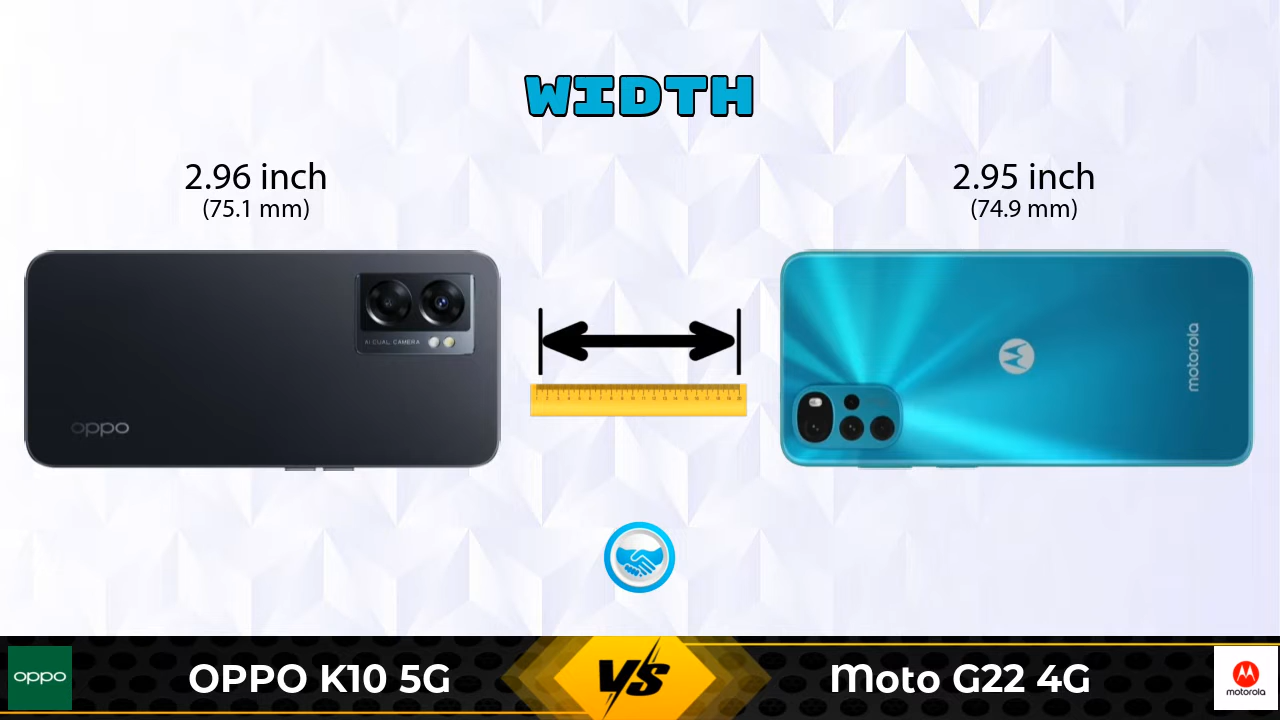 WIDTH
2.96 inch
(75.1 mm)
2.95 inch
(74.9 mm)
AI DUAL CAMERA
oppo
motorola
oppo
OPPO K10 5G
VS
Moto G22 4G
motorola